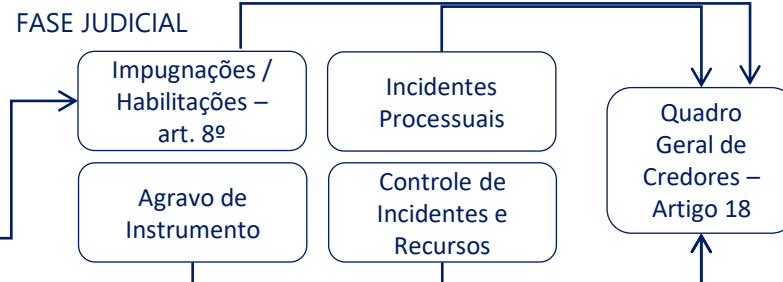 FASE JUDICIAL
Impugnações /
Habilitações –
art. 8º
Incidentes
Processuais
Quadro
Geral de
Credores –
Artigo 18
Agravo de
Instrumento
Controle de
Incidentes e
Recursos